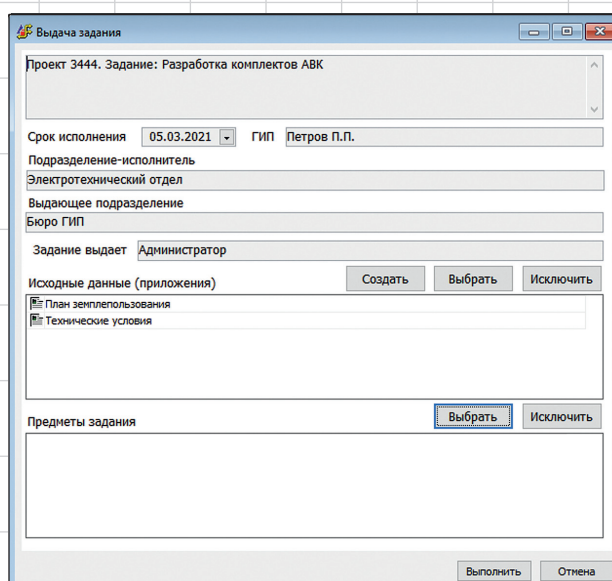 Выдача задания
Проект 3444. Задание: Разработка комплектов АВК
Срок исполнения 05.03.2021 ГИП Петров П.П.
Подразделение-исполнитель
Электротехнический отдел
Выдающее подразделение
Бюро ГИП
Задание выдает Администратор
Исходные данные (приложения) Создать Выбрать Исключить
План земплепользования
Технические условия
Предметы задания Выбрать Исключить
Выполнить Отмена